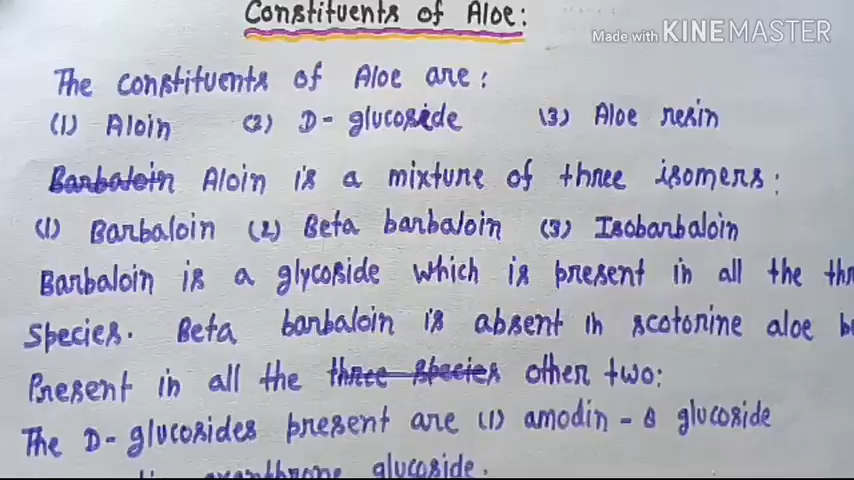 Constituents of Aloe:
Made with KINEMASTER
The constituents of Aloe are:
(1) Aloin (2) D-glucoside (3) Aloe resin
Barbaloin Aloin is a mixture of three isomers:
(1) Barbaloin (2) Beta barbaloin (3) Isobarbaloin
Barbaloin is a glycoside which is present in all the
Species. Beta barbaloin is absent in scotorine aloe
Present in all the three species other two:
The D-glucosides present are (1) amodin - 8 glucoside
glucoside.